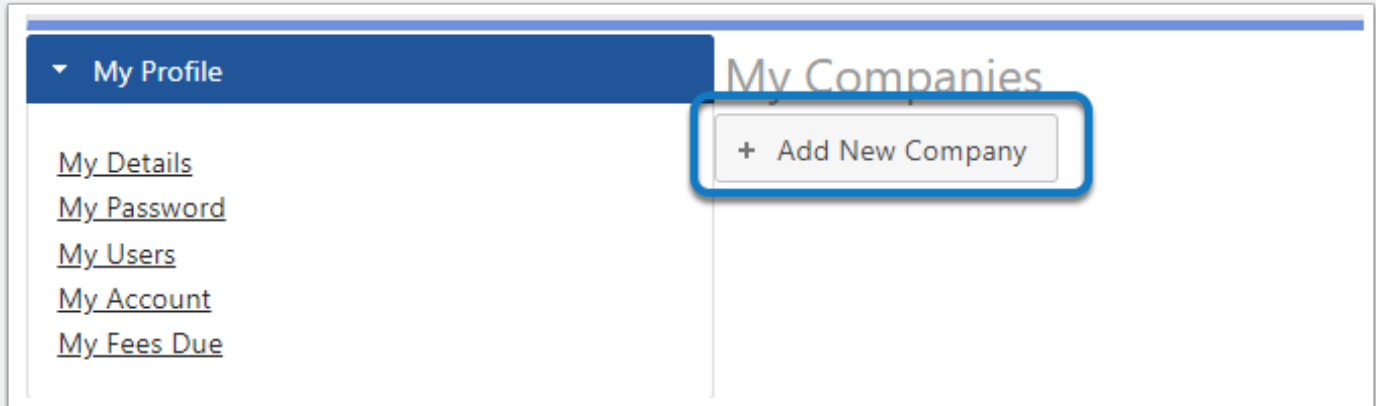 My Profile
My Details
My Password
My Users
My Account
My Fees Due
My Companies
+ Add New Company